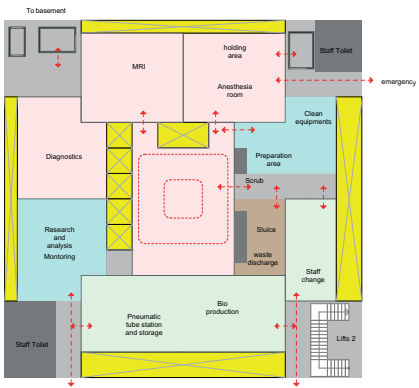 To basement
holding
area
Staff Toilet
MRI
emergency
Anesthesia
room
Clean
equipments
Diagnostics
Preparation
area
Scrub
Research
and
analysis
Montoring
Sluice
waste
discharge
Staff
change
Bio
production
Pneumatic
tube station
and storage
Staff Toilet
Lifts 2